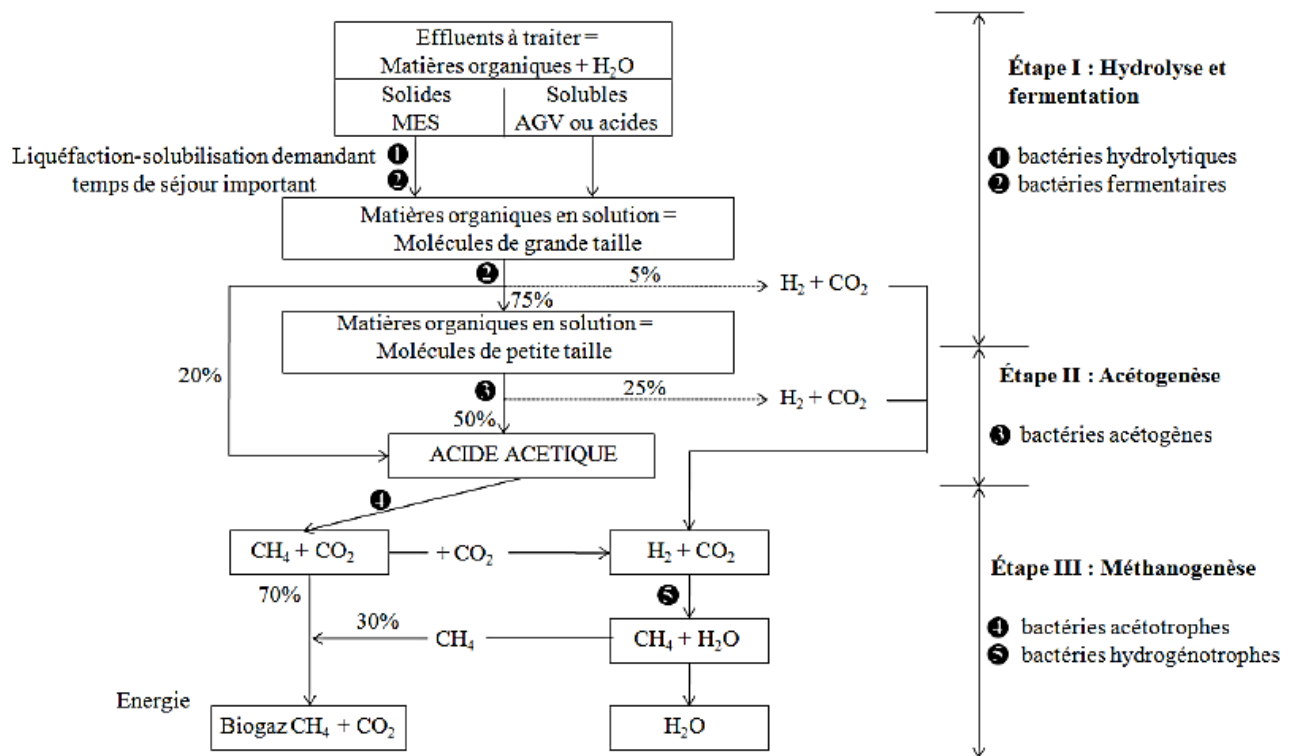 Effluents à traiter =
Matières organiques + H₂O
Solides
MES
Solubles
AGV ou acides
Liquéfaction-solubilisation demandant
temps de séjour important
❶
❷
Matières organiques en solution =
Molécules de grande taille
❷
5%
H₂ + CO₂
75%
Matières organiques en solution =
Molécules de petite taille
20%
❸
25%
H₂ + CO₂
50%
ACIDE ACETIQUE
❹
CH₄ + CO₂
+ CO₂
H₂ + CO₂
70%
❺
30%
CH₄
CH₄ + H₂O
Energie
Biogaz CH₄ + CO₂
H₂O
Étape I : Hydrolyse et
fermentation
❶ bactéries hydrolytiques
❷ bactéries fermentaires
Étape II : Acétogenèse
❸ bactéries acétogènes
Étape III : Méthanogenèse
❹ bactéries acétotrophes
❺ bactéries hydrogénotrophes